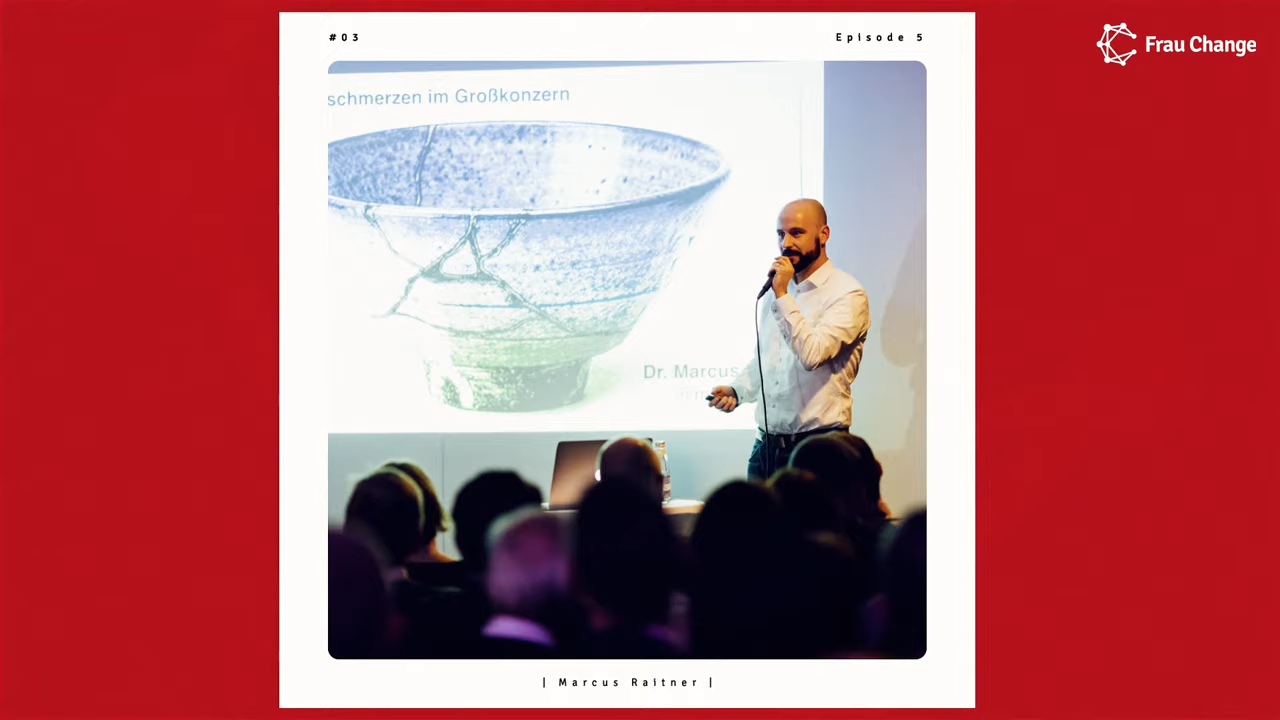 #03
Episode 5
Frau Change
schmerzen im Großkonzern
Dr. Marcus
| Marcus Raitner |